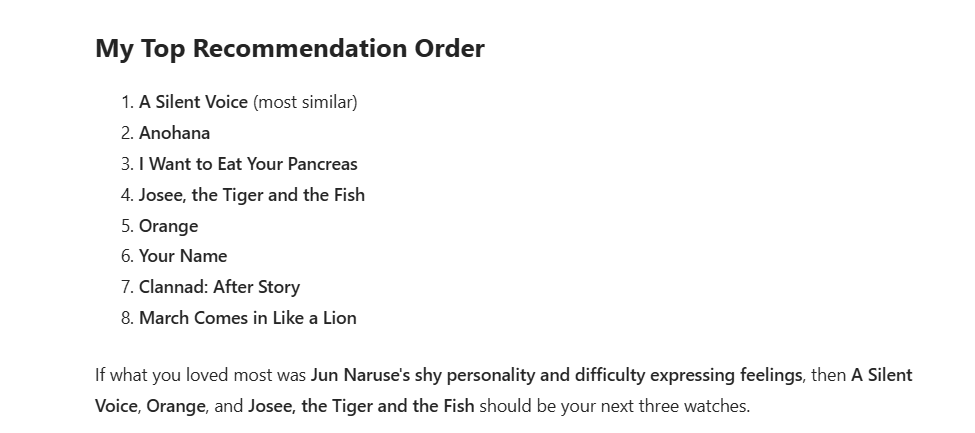 My Top Recommendation Order
1. A Silent Voice (most similar)
2. Anohana
3. I Want to Eat Your Pancreas
4. Josee, the Tiger and the Fish
5. Orange
6. Your Name
7. Clannad: After Story
8. March Comes in Like a Lion
If what you loved most was Jun Naruse's shy personality and difficulty expressing feelings, then A Silent
Voice, Orange, and Josee, the Tiger and the Fish should be your next three watches.